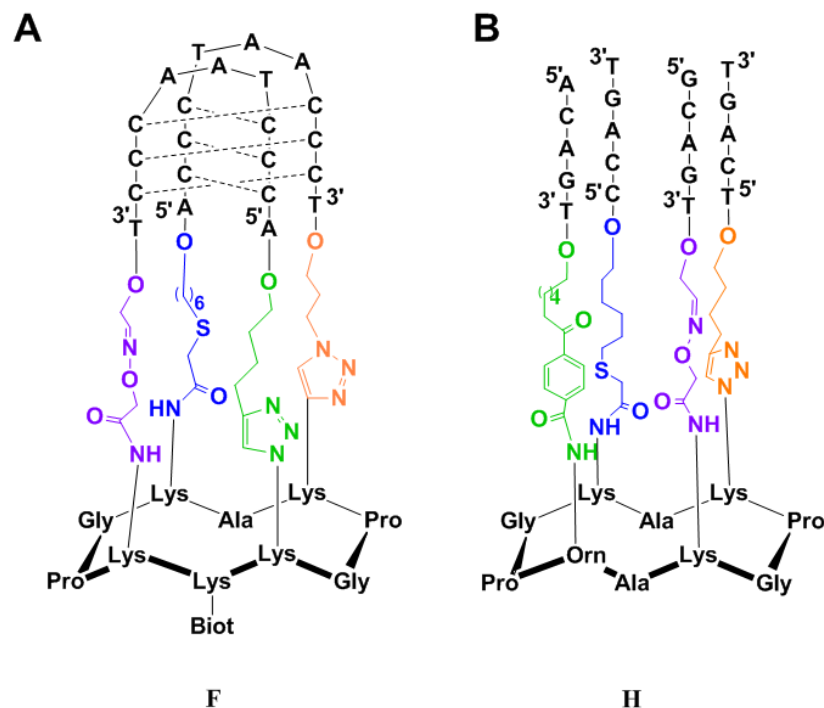 A
T A A
A A T
C C C C
C C C C
C C C C
3' T 5' A 5' A T 3'
O O O O
( )6
S
N
O
O NH
O
NH
N N N
N N N
Lys Lys
Gly Ala Pro
Lys Lys
Pro Lys Gly
Biot
F
B
5' A C A G T 3'
3' T G A C C 5'
5' G C A G T 3'
3' T G A C T 5'
O O O O
( )4
O
O
NH
S
O
NH
N
O
O
NH
N N N
Lys Lys
Gly Ala Pro
Orn Lys
Pro Ala Gly
H